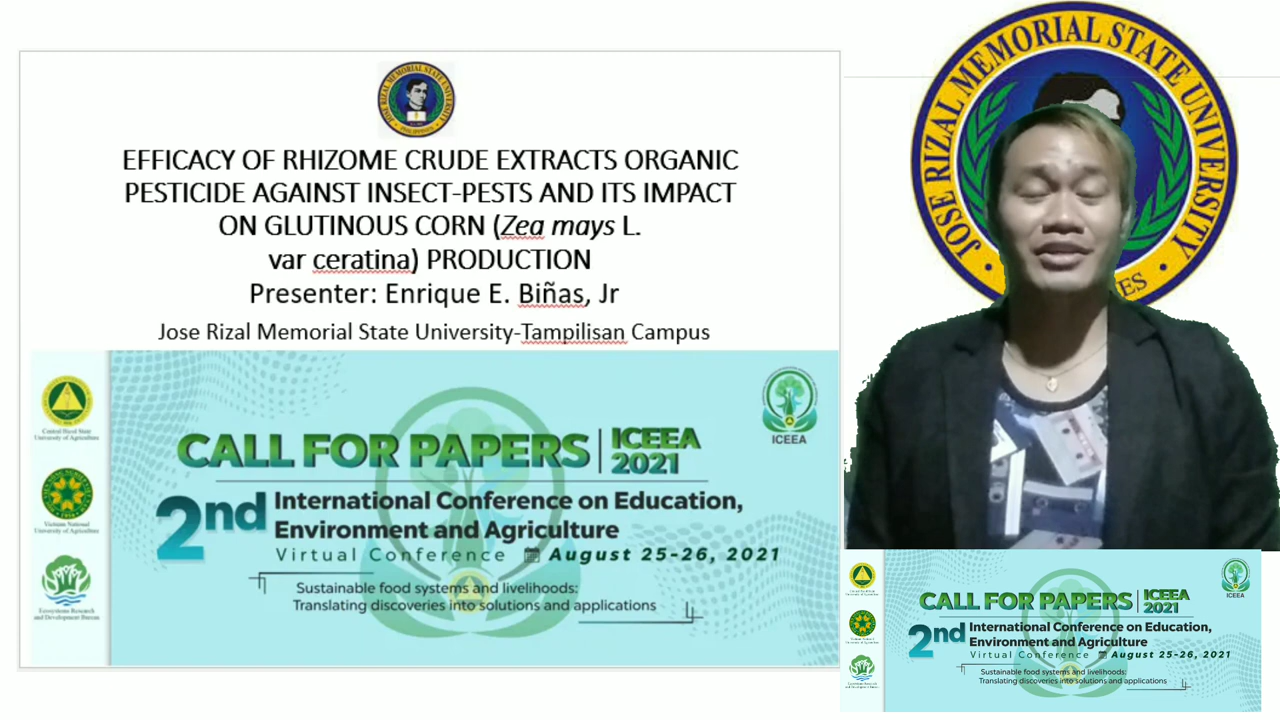 EFFICACY OF RHIZOME CRUDE EXTRACTS ORGANIC
PESTICIDE AGAINST INSECT-PESTS AND ITS IMPACT
ON GLUTINOUS CORN (Zea mays L.
var ceratina) PRODUCTION
Presenter: Enrique E. Biñas, Jr
Jose Rizal Memorial State University-Tampilisan Campus
Central Bicol State
University of Agriculture
Vietnam National
University of Agriculture
Ecosystems Research
and Development Bureau
ICEEA
CALL FOR PAPERS | ICEEA
2021
2nd International Conference on Education,
Environment and Agriculture
Virtual Conference August 25-26, 2021
Sustainable food systems and livelihoods:
Translating discoveries into solutions and applications
JOSE RIZAL MEMORIAL STATE UNIVERSITY
ICEEA
CALL FOR PAPERS | ICEEA
2021
2nd International Conference on Education,
Environment and Agriculture
Virtual Conference August 25-26, 2021
Sustainable food systems and livelihoods:
Translating discoveries into solutions and applications